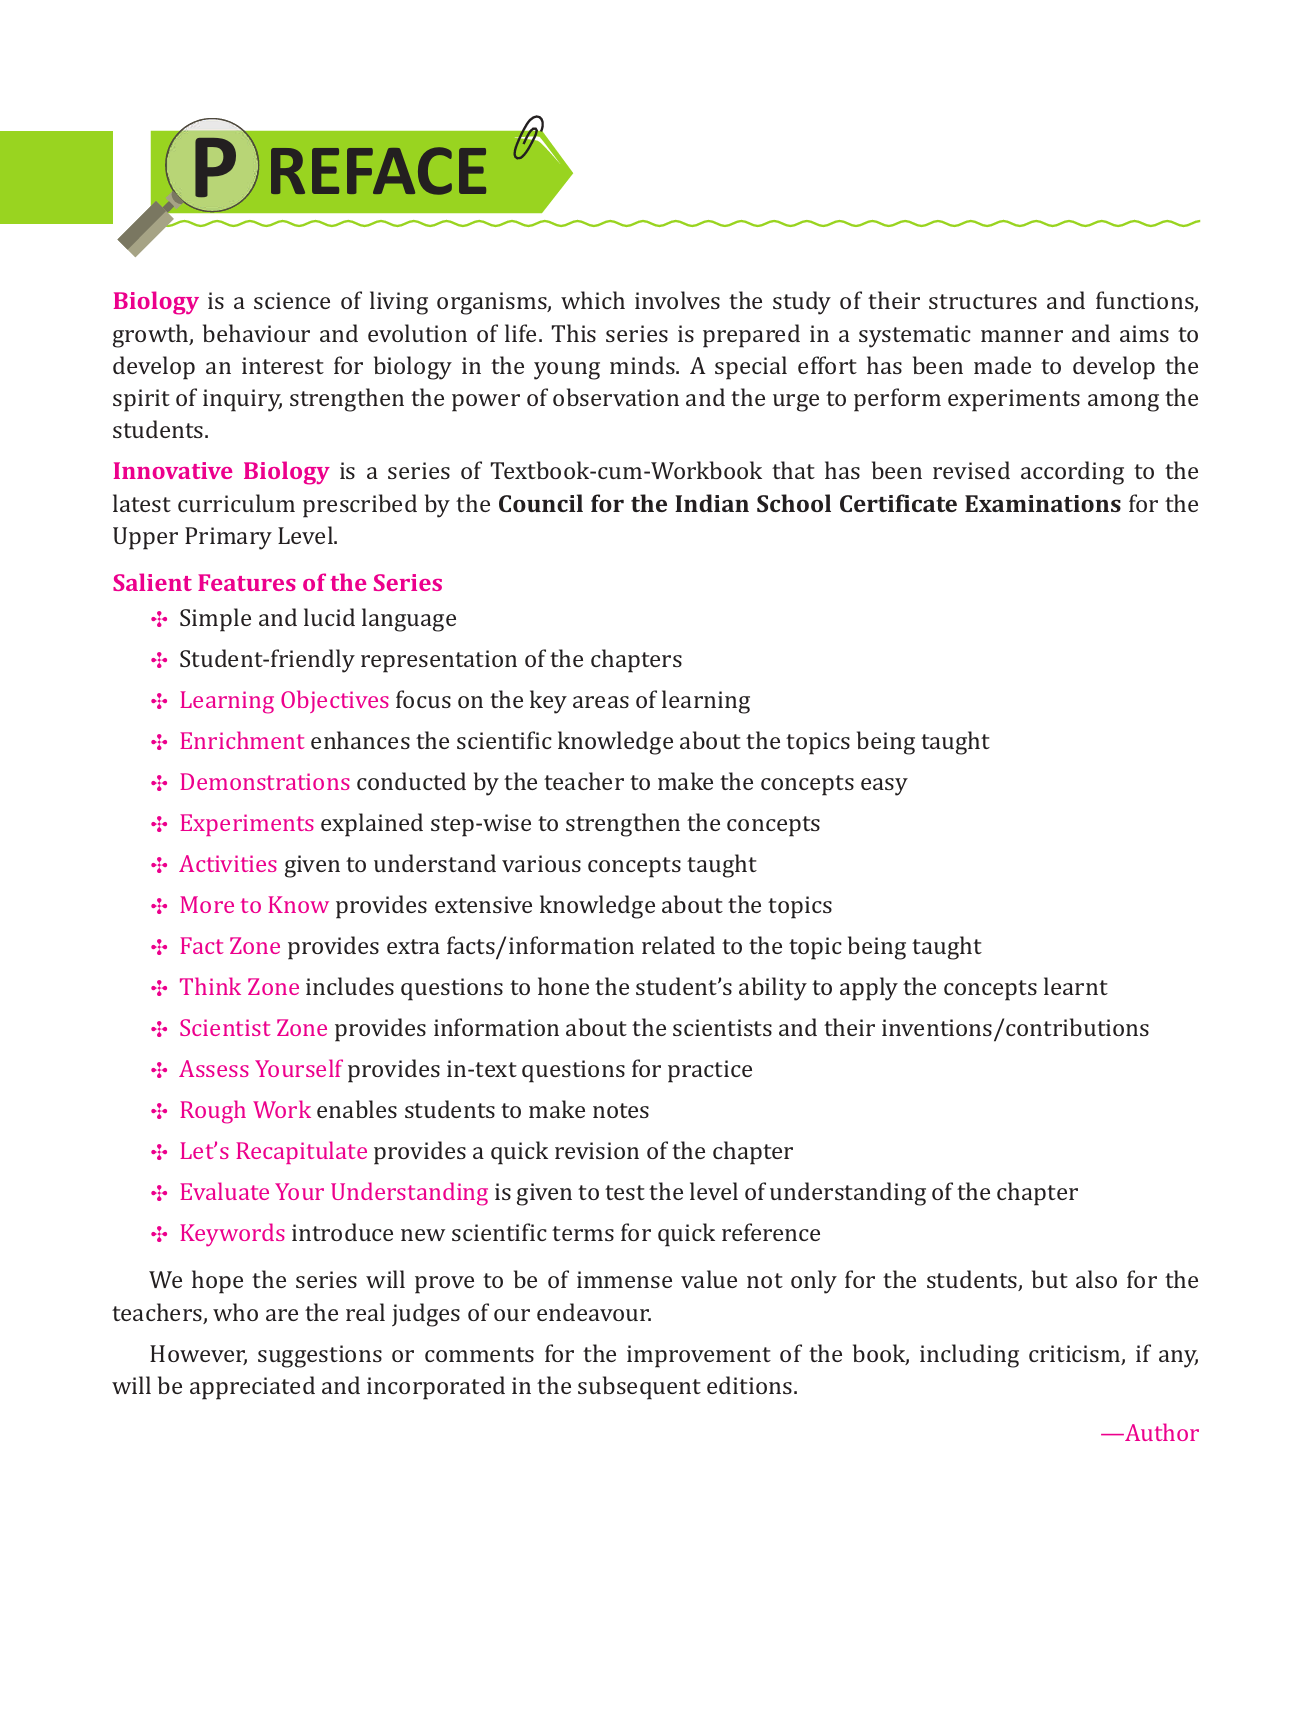 PREFACE
Biology is a science of living organisms, which involves the study of their structures and functions,
growth, behaviour and evolution of life. This series is prepared in a systematic manner and aims to
develop an interest for biology in the young minds. A special effort has been made to develop the
spirit of inquiry, strengthen the power of observation and the urge to perform experiments among the
students.
Innovative Biology is a series of Textbook-cum-Workbook that has been revised according to the
latest curriculum prescribed by the Council for the Indian School Certificate Examinations for the
Upper Primary Level.
Salient Features of the Series
✣ Simple and lucid language
✣ Student-friendly representation of the chapters
✣ Learning Objectives focus on the key areas of learning
✣ Enrichment enhances the scientific knowledge about the topics being taught
✣ Demonstrations conducted by the teacher to make the concepts easy
✣ Experiments explained step-wise to strengthen the concepts
✣ Activities given to understand various concepts taught
✣ More to Know provides extensive knowledge about the topics
✣ Fact Zone provides extra facts/information related to the topic being taught
✣ Think Zone includes questions to hone the student’s ability to apply the concepts learnt
✣ Scientist Zone provides information about the scientists and their inventions/contributions
✣ Assess Yourself provides in-text questions for practice
✣ Rough Work enables students to make notes
✣ Let’s Recapitulate provides a quick revision of the chapter
✣ Evaluate Your Understanding is given to test the level of understanding of the chapter
✣ Keywords introduce new scientific terms for quick reference
We hope the series will prove to be of immense value not only for the students, but also for the
teachers, who are the real judges of our endeavour.
However, suggestions or comments for the improvement of the book, including criticism, if any,
will be appreciated and incorporated in the subsequent editions.
—Author